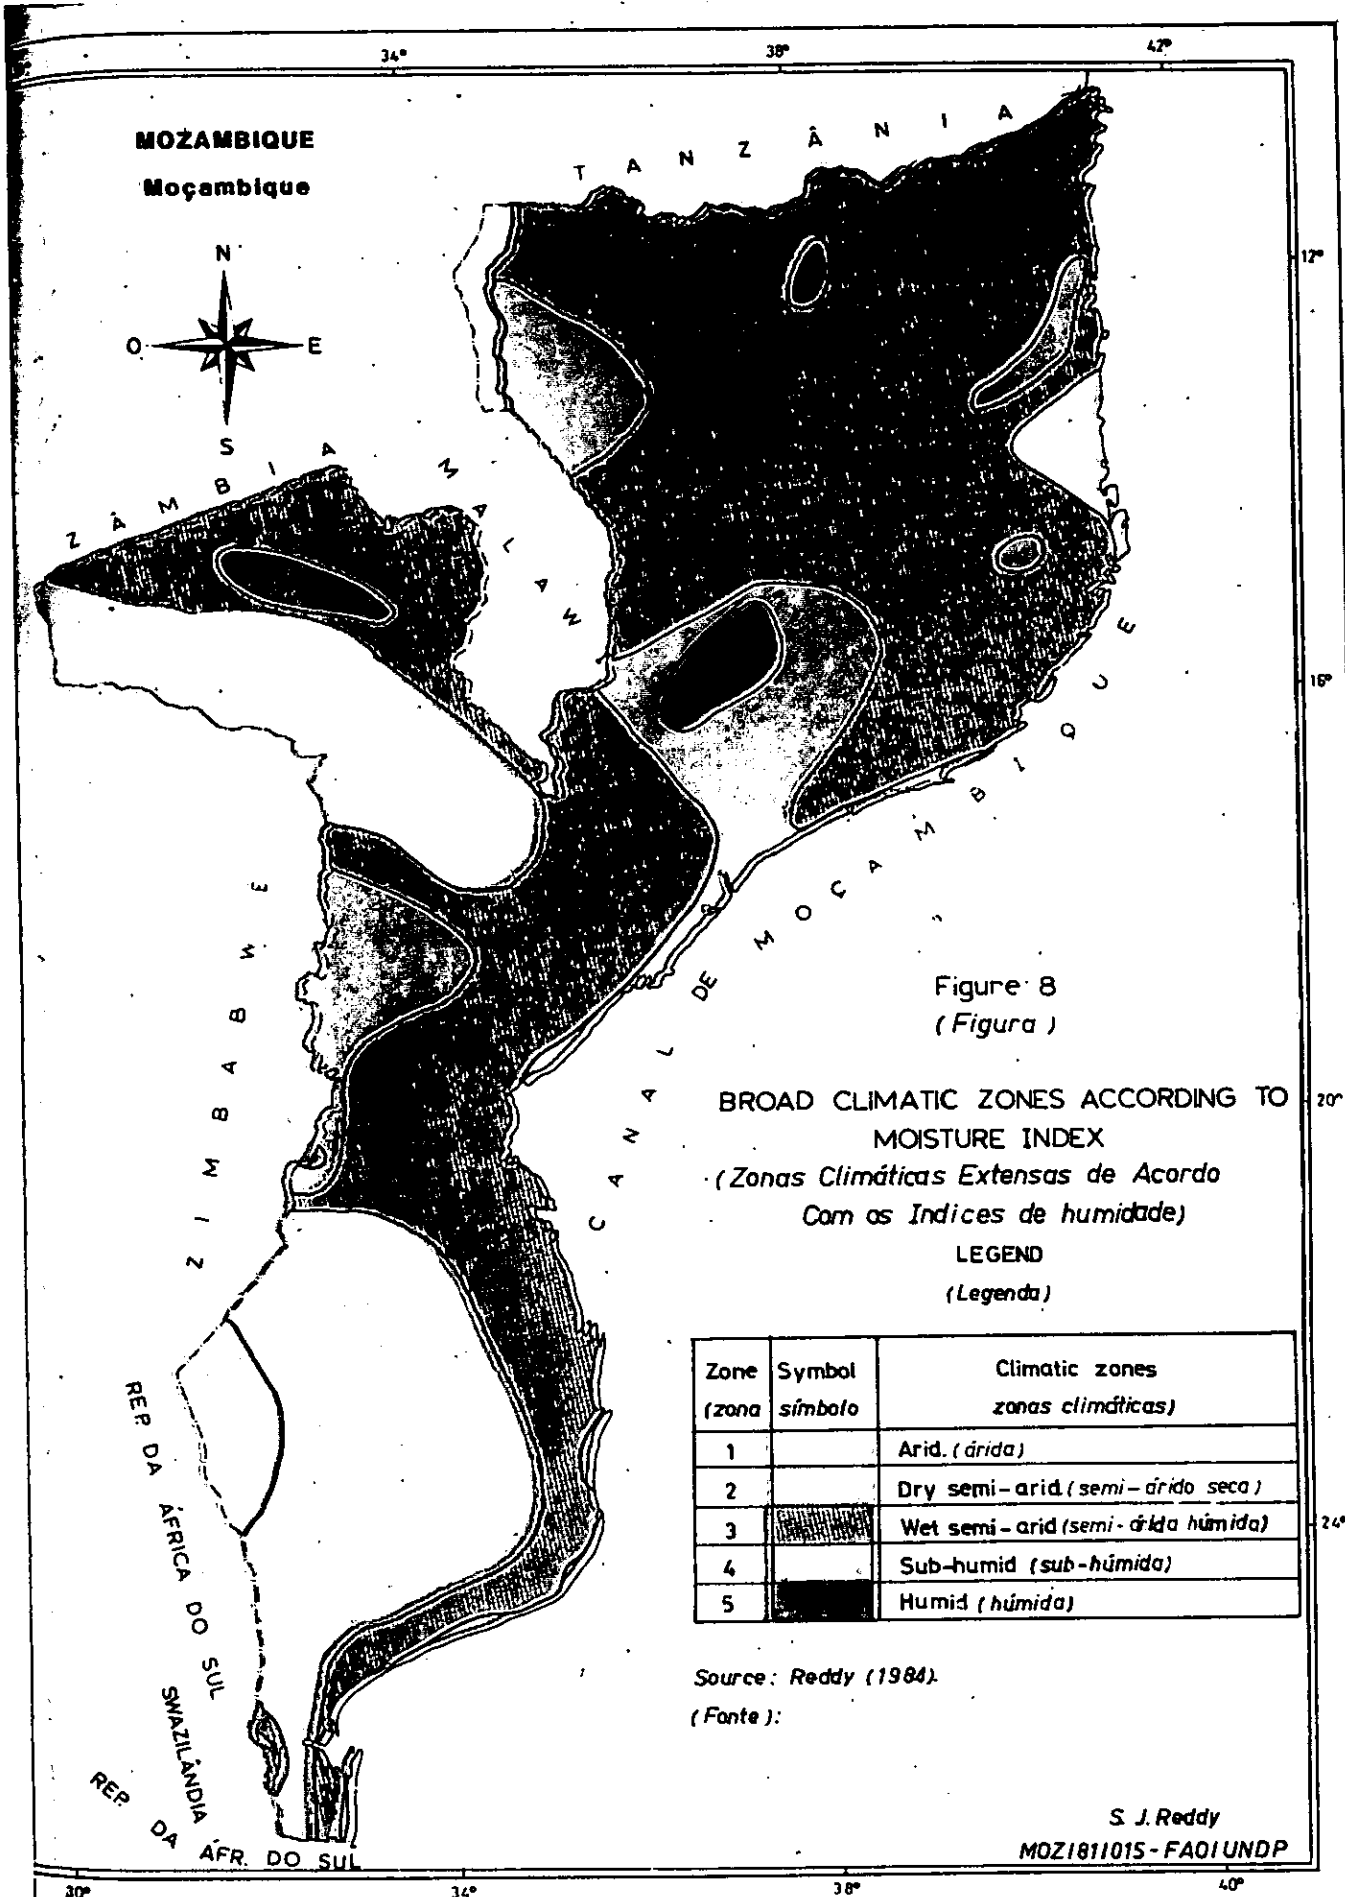 34° 38° 42°
MOZAMBIQUE
Moçambique
TANZÂNIA
N
O E
S
12°
ZÂMBIA
MALAWI
16°
ZIMBABWE
CANAL DE MOÇAMBIQUE
Figure 8
(Figura)
BROAD CLIMATIC ZONES ACCORDING TO
MOISTURE INDEX
(Zonas Climáticas Extensas de Acordo
Com os Indices de humidade)
20°
LEGEND
(Legenda)
Zone Symbol Climatic zones
(zona símbolo zonas climáticas)
1 Arid. (árida)
2 Dry semi-arid (semi-árido seca)
3 Wet semi-arid (semi-árida húmida)
4 Sub-humid (sub-húmida)
5 Humid (húmida)
24°
REP. DA ÁFRICA DO SUL
SWAZILÂNDIA
REP. DA ÁFR. DO SUL
Source: Reddy (1984).
(Fonte):
S. J. Reddy
MOZ/81/015-FAO/UNDP
30° 34° 38° 40°